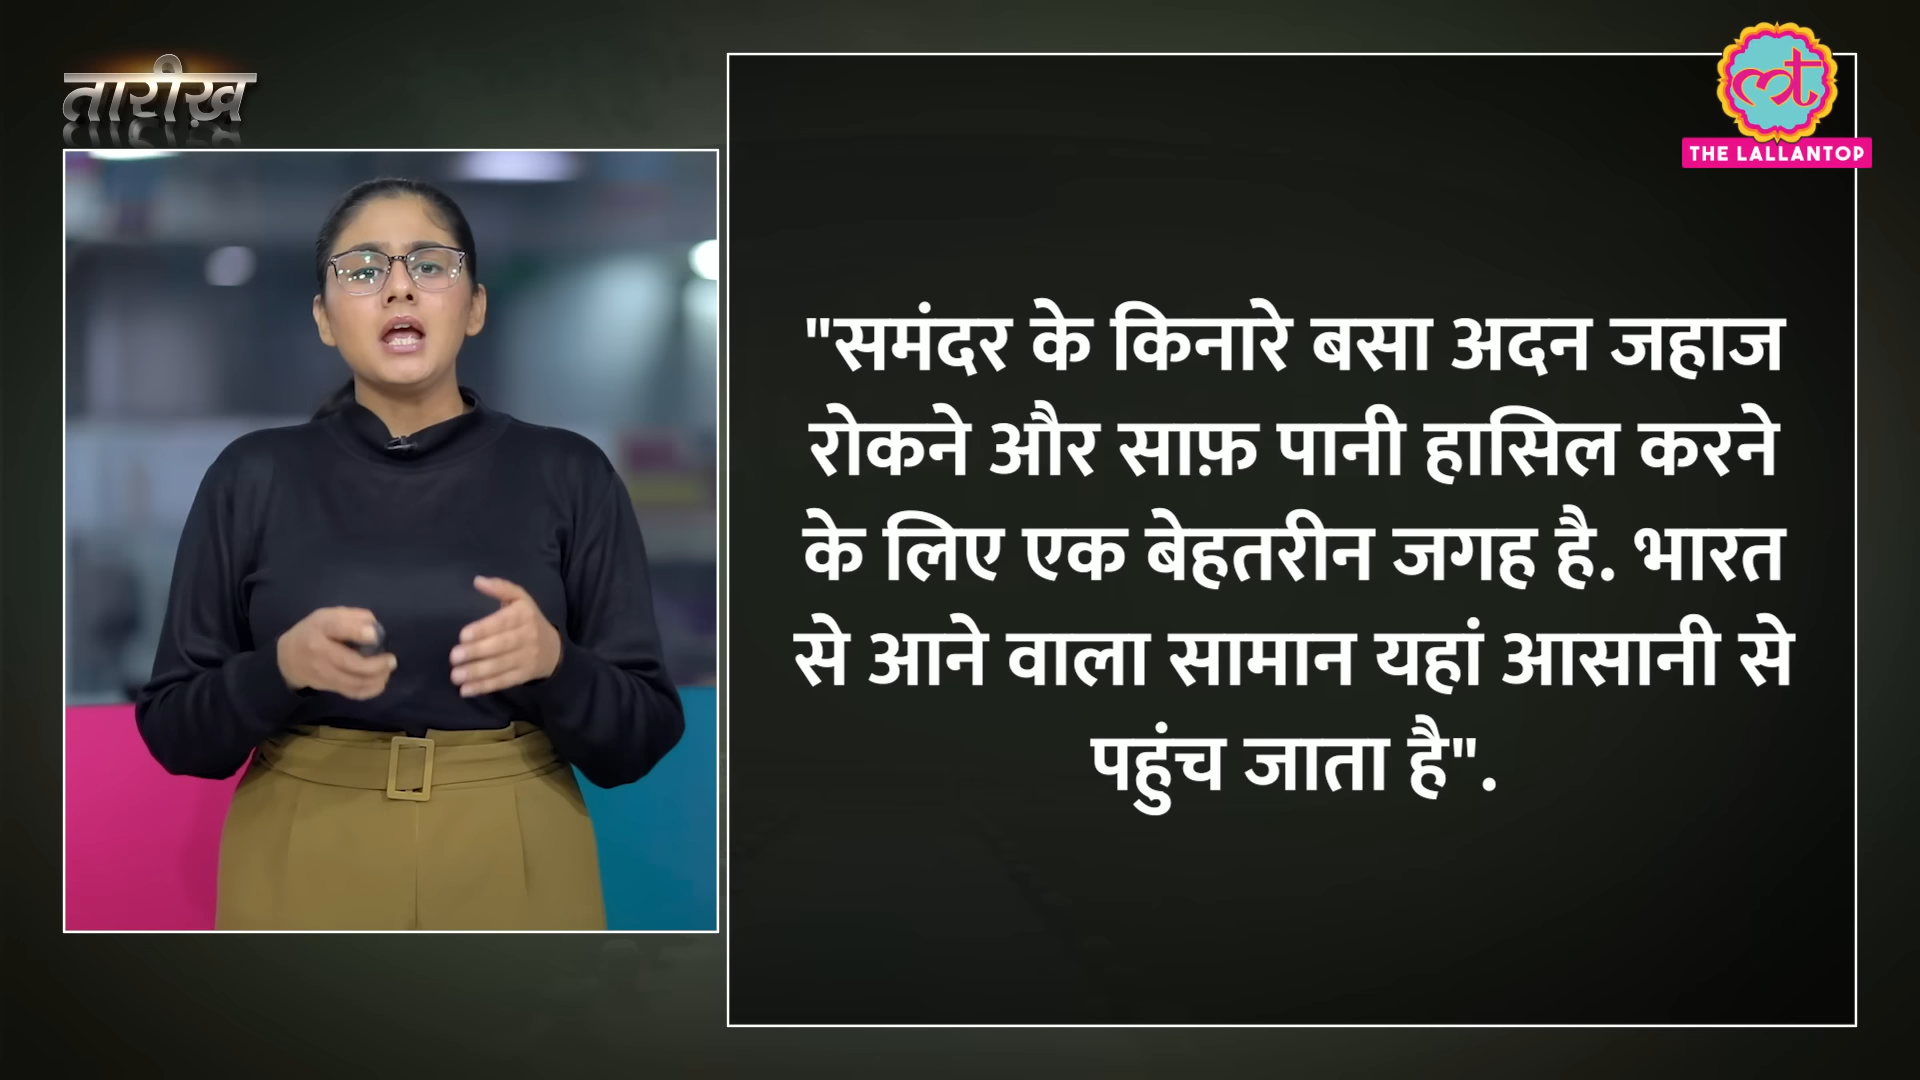 तारीख़
THE LALLANTOP
"समंदर के किनारे बसा अदन जहाज
रोकने और साफ़ पानी हासिल करने
के लिए एक बेहतरीन जगह है. भारत
से आने वाला सामान यहां आसानी से
पहुंच जाता है".